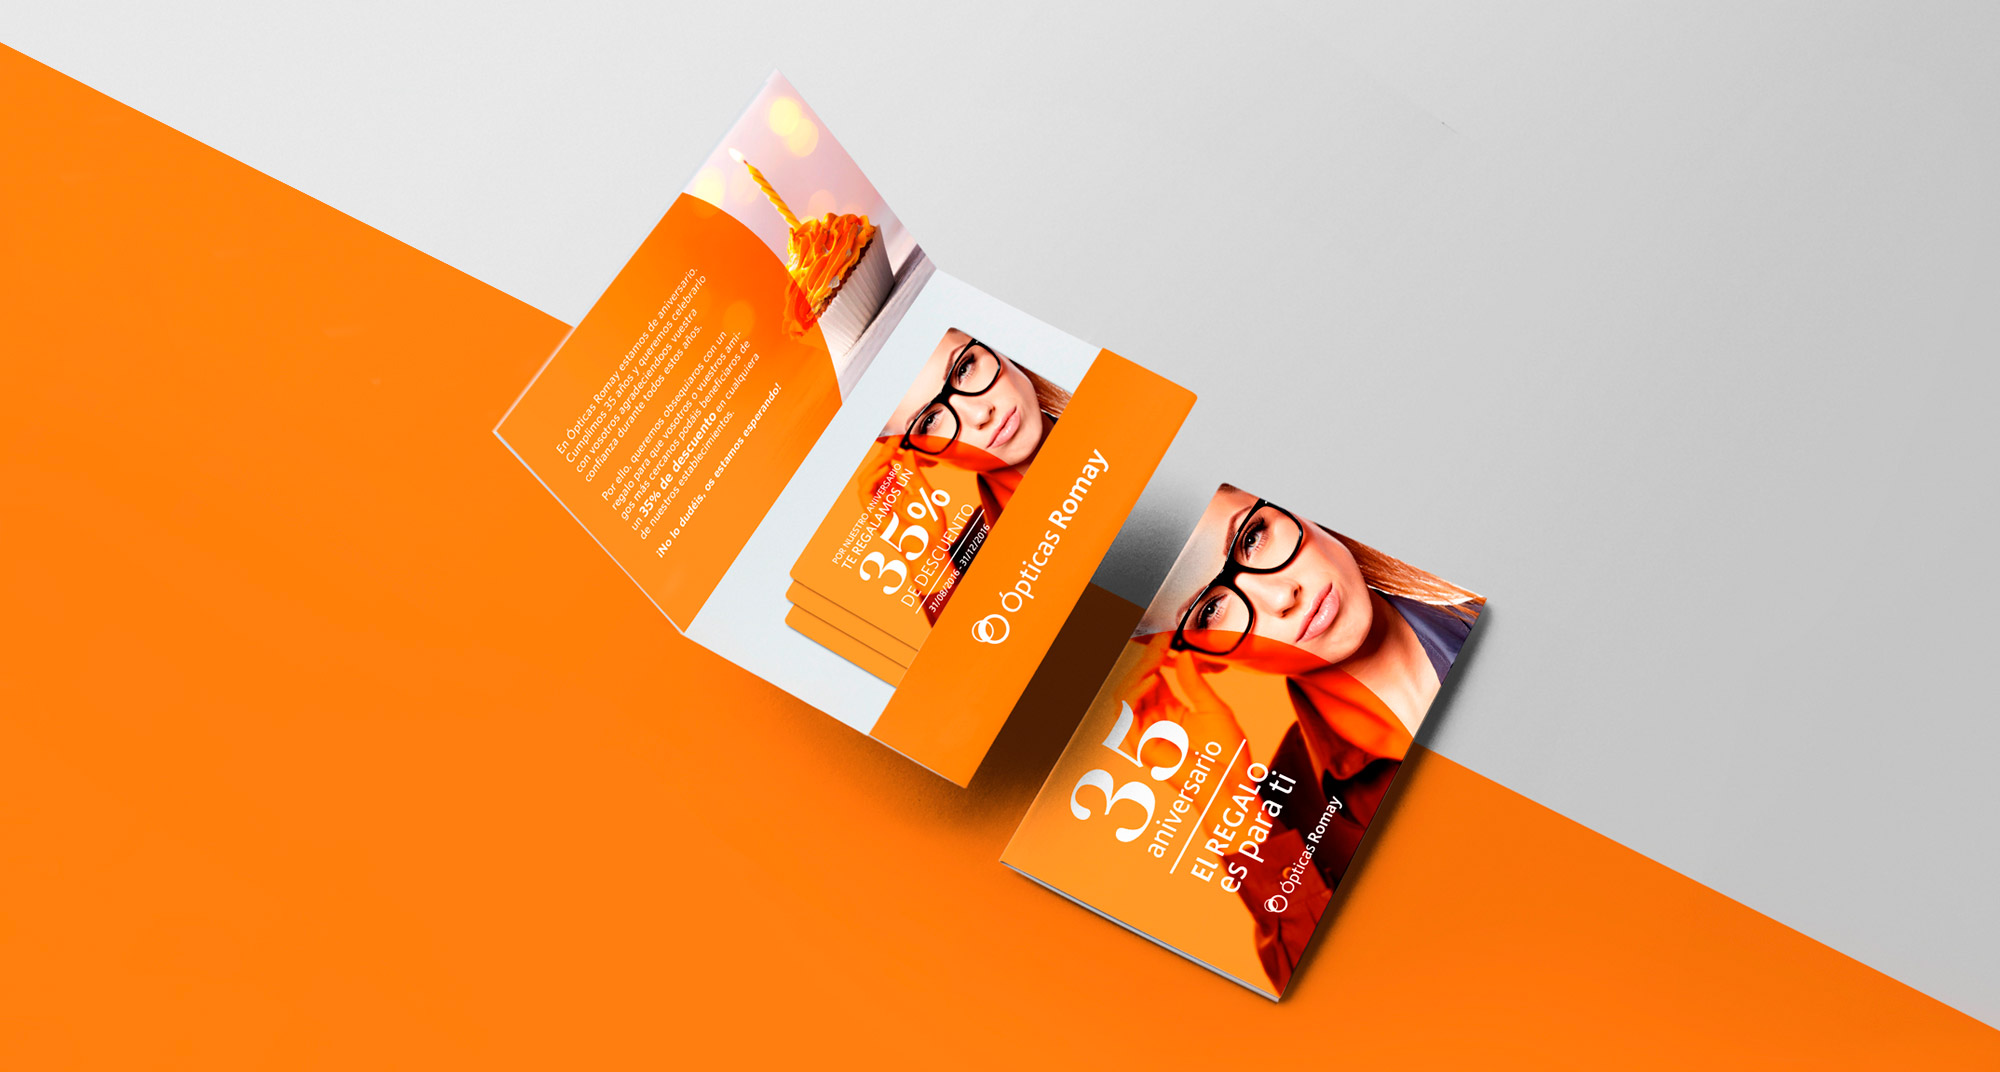 En Ópticas Romay estamos de aniversario.
Cumplimos 35 años y queremos celebrarlo
con vosotros agradeciéndoos vuestra
confianza durante todos estos años.
Por ello, queremos obsequiaros con un
regalo para que vosotros o vuestros ami-
gos más cercanos podáis beneficiaros de
un 35% de descuento en cualquiera
de nuestros establecimientos.
¡No lo dudéis, os estamos esperando!
POR NUESTRO ANIVERSARIO
TE REGALAMOS UN
35%
DE DESCUENTO
31/08/2016 - 31/12/2016
Ópticas Romay
35
aniversario
El REGALO
es para ti
Ópticas Romay